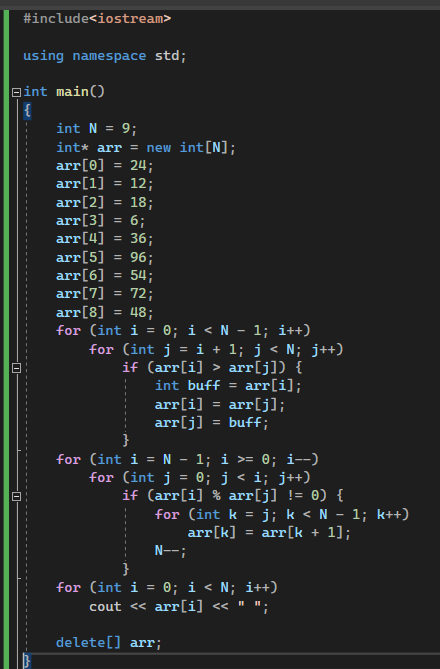 #include<iostream>
using namespace std;
int main()
{
int N = 9;
int* arr = new int[N];
arr[0] = 24;
arr[1] = 12;
arr[2] = 18;
arr[3] = 6;
arr[4] = 36;
arr[5] = 96;
arr[6] = 54;
arr[7] = 72;
arr[8] = 48;
for (int i = 0; i < N - 1; i++)
for (int j = i + 1; j < N; j++)
if (arr[i] > arr[j]) {
int buff = arr[i];
arr[i] = arr[j];
arr[j] = buff;
}
for (int i = N - 1; i >= 0; i--)
for (int j = 0; j < i; j++)
if (arr[i] % arr[j] != 0) {
for (int k = j; k < N - 1; k++)
arr[k] = arr[k + 1];
N--;
}
for (int i = 0; i < N; i++)
cout << arr[i] << " ";
delete[] arr;
}